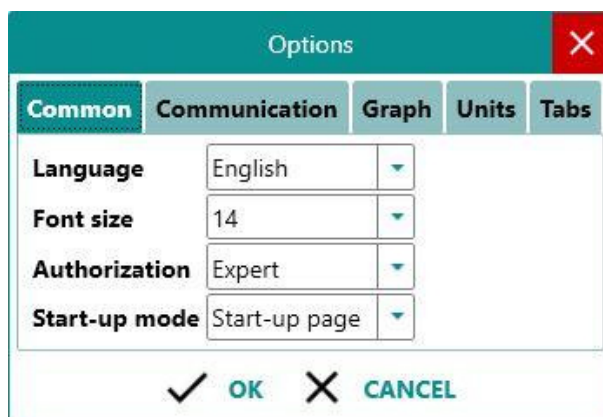 Options
Common Communication Graph Units Tabs
Language English
Font size 14
Authorization Expert
Start-up mode Start-up page
OK CANCEL